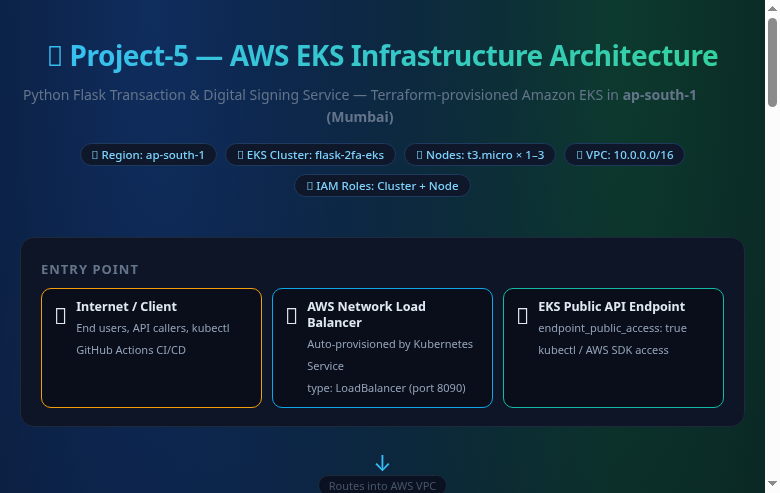 Project-5 — AWS EKS Infrastructure Architecture
Python Flask Transaction & Digital Signing Service — Terraform-provisioned Amazon EKS in ap-south-1
(Mumbai)
Region: ap-south-1
EKS Cluster: flask-2fa-eks
Nodes: t3.micro × 1–3
VPC: 10.0.0.0/16
IAM Roles: Cluster + Node
ENTRY POINT
Internet / Client
End users, API callers, kubectl
GitHub Actions CI/CD
AWS Network Load
Balancer
Auto-provisioned by Kubernetes
Service
type: LoadBalancer (port 8090)
EKS Public API Endpoint
endpoint_public_access: true
kubectl / AWS SDK access
↓
Routes into AWS VPC